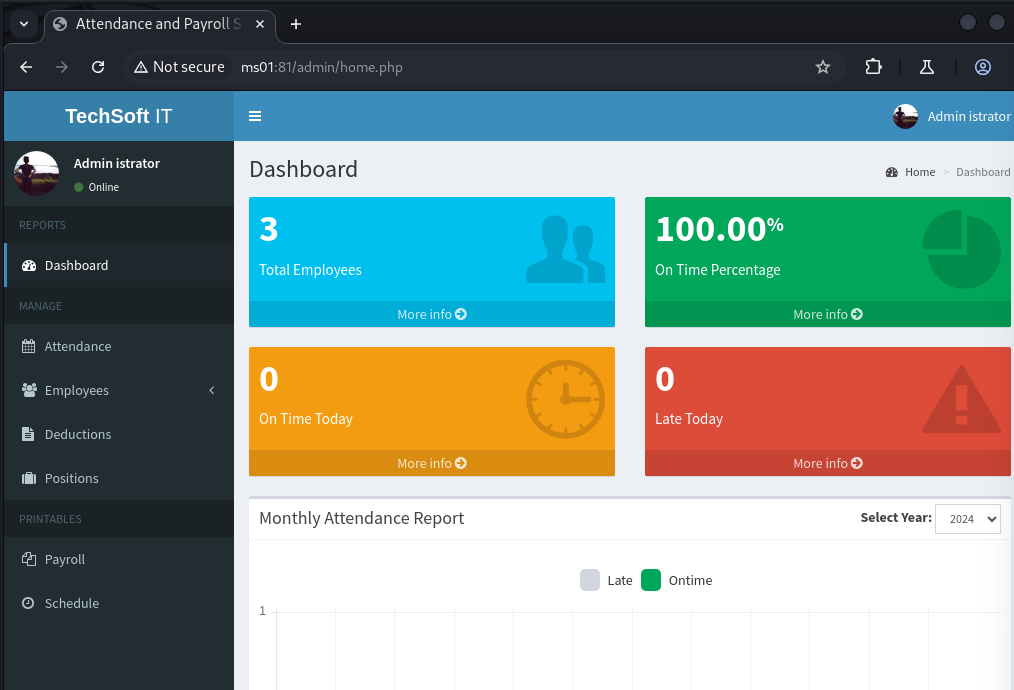 Attendance and Payroll S
Not secure ms01:81/admin/home.php
TechSoft IT
Admin istrator
Admin istrator
Online
REPORTS
Dashboard
MANAGE
Attendance
Employees
Deductions
Positions
PRINTABLES
Payroll
Schedule
Dashboard
Home > Dashboard
3
Total Employees
More info
100.00%
On Time Percentage
More info
0
On Time Today
More info
0
Late Today
More info
Monthly Attendance Report
Select Year: 2024
Late Ontime
1